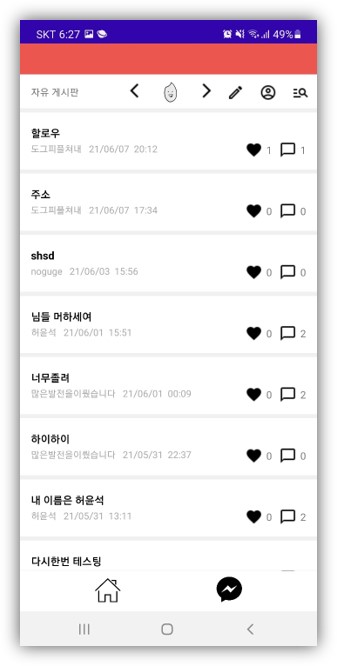 SKT 6:27 49%
자유 게시판
할로우
도그피플처내 21/06/07 20:12 1 1
주소
도그피플처내 21/06/07 17:34 0 0
shsd
noguge 21/06/03 15:56 0 0
님들 머하세여
허윤석 21/06/01 15:51 0 2
너무졸려
많은발전을이뤘습니다 21/06/01 00:09 0 2
하이하이
많은발전을이뤘습니다 21/05/31 22:37 0 0
내 이름은 허윤석
허윤석 21/05/31 13:11 0 2
다시한번 테스팅